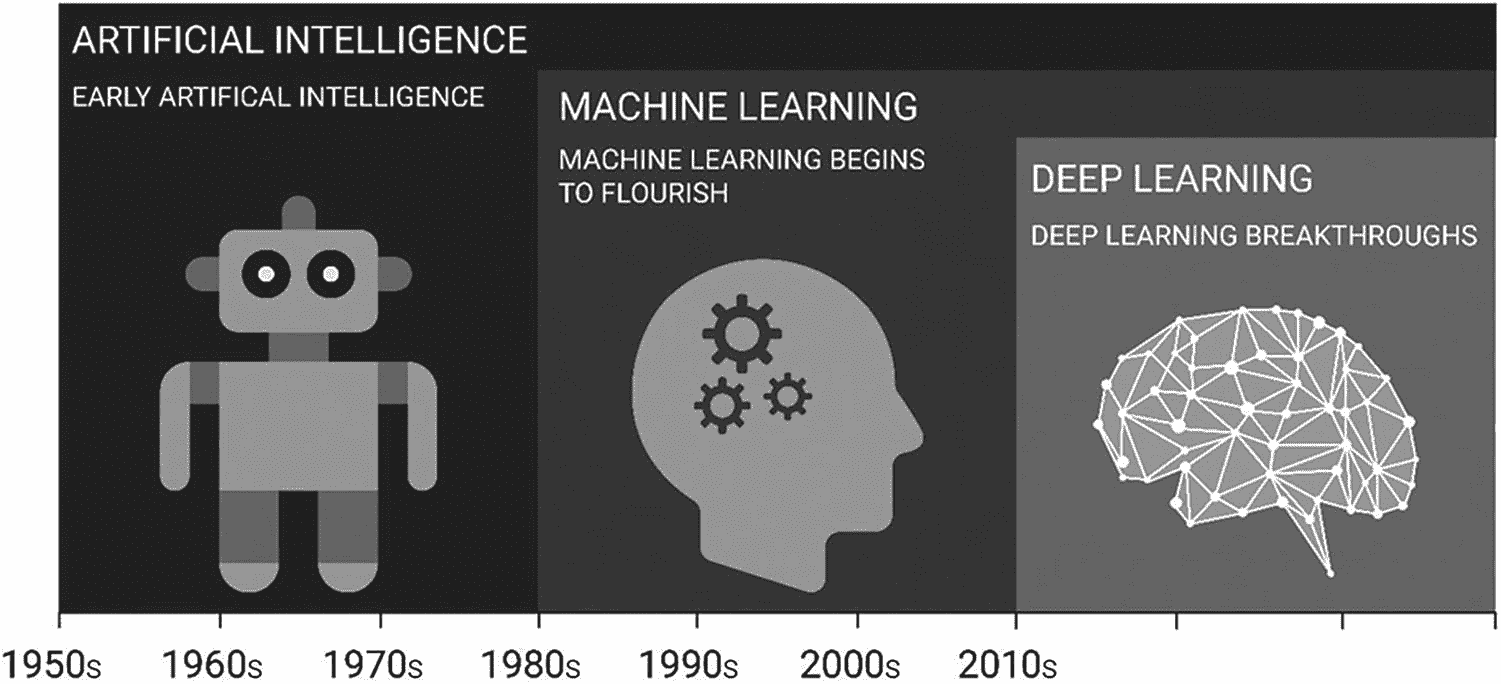 ARTIFICIAL INTELLIGENCE
EARLY ARTIFICAL INTELLIGENCE
MACHINE LEARNING
MACHINE LEARNING BEGINS
TO FLOURISH
DEEP LEARNING
DEEP LEARNING BREAKTHROUGHS
1950s 1960s 1970s 1980s 1990s 2000s 2010s